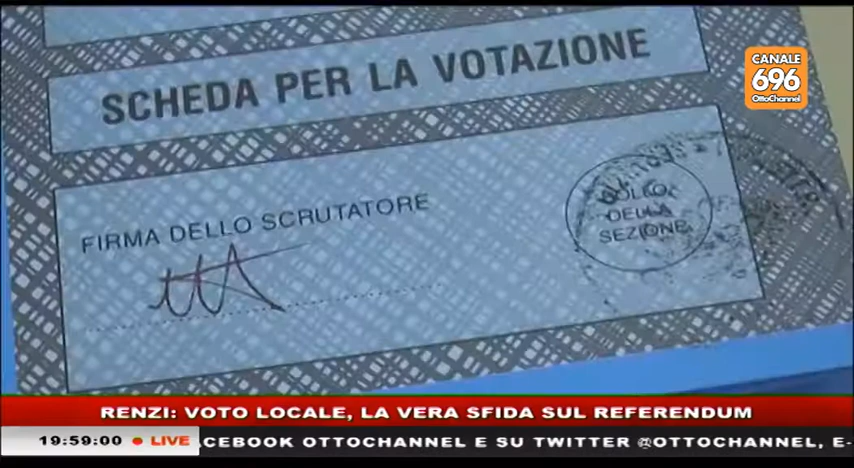 SCHEDA PER LA VOTAZIONE
CANALE
696
OttoChannel
FIRMA DELLO SCRUTATORE
BOLLO
DELLA
SEZIONE
RENZI: VOTO LOCALE, LA VERA SFIDA SUL REFERENDUM
19:59:00 LIVE
ACEBOOK OTTOCHANNEL E SU TWITTER @OTTOCHANNEL, E-